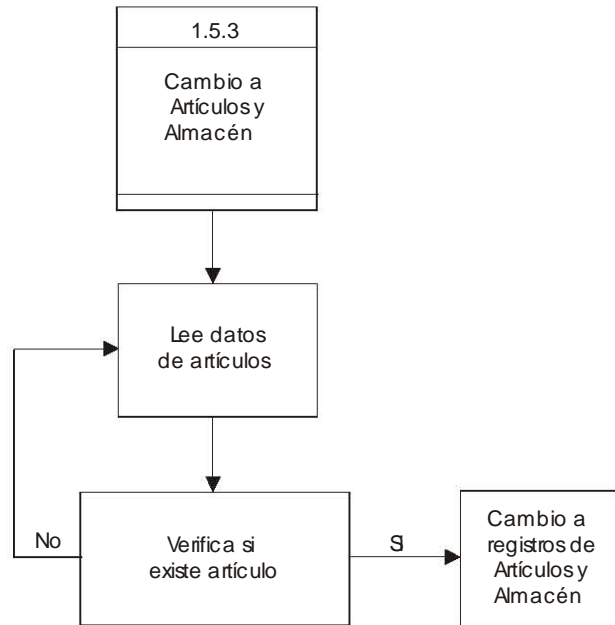 1.5.3
Cambio a
Artículos y
Almacén
Lee datos
de artículos
No
Verifica si
existe artículo
Si
Cambio a
registros de
Artículos y
Almacén